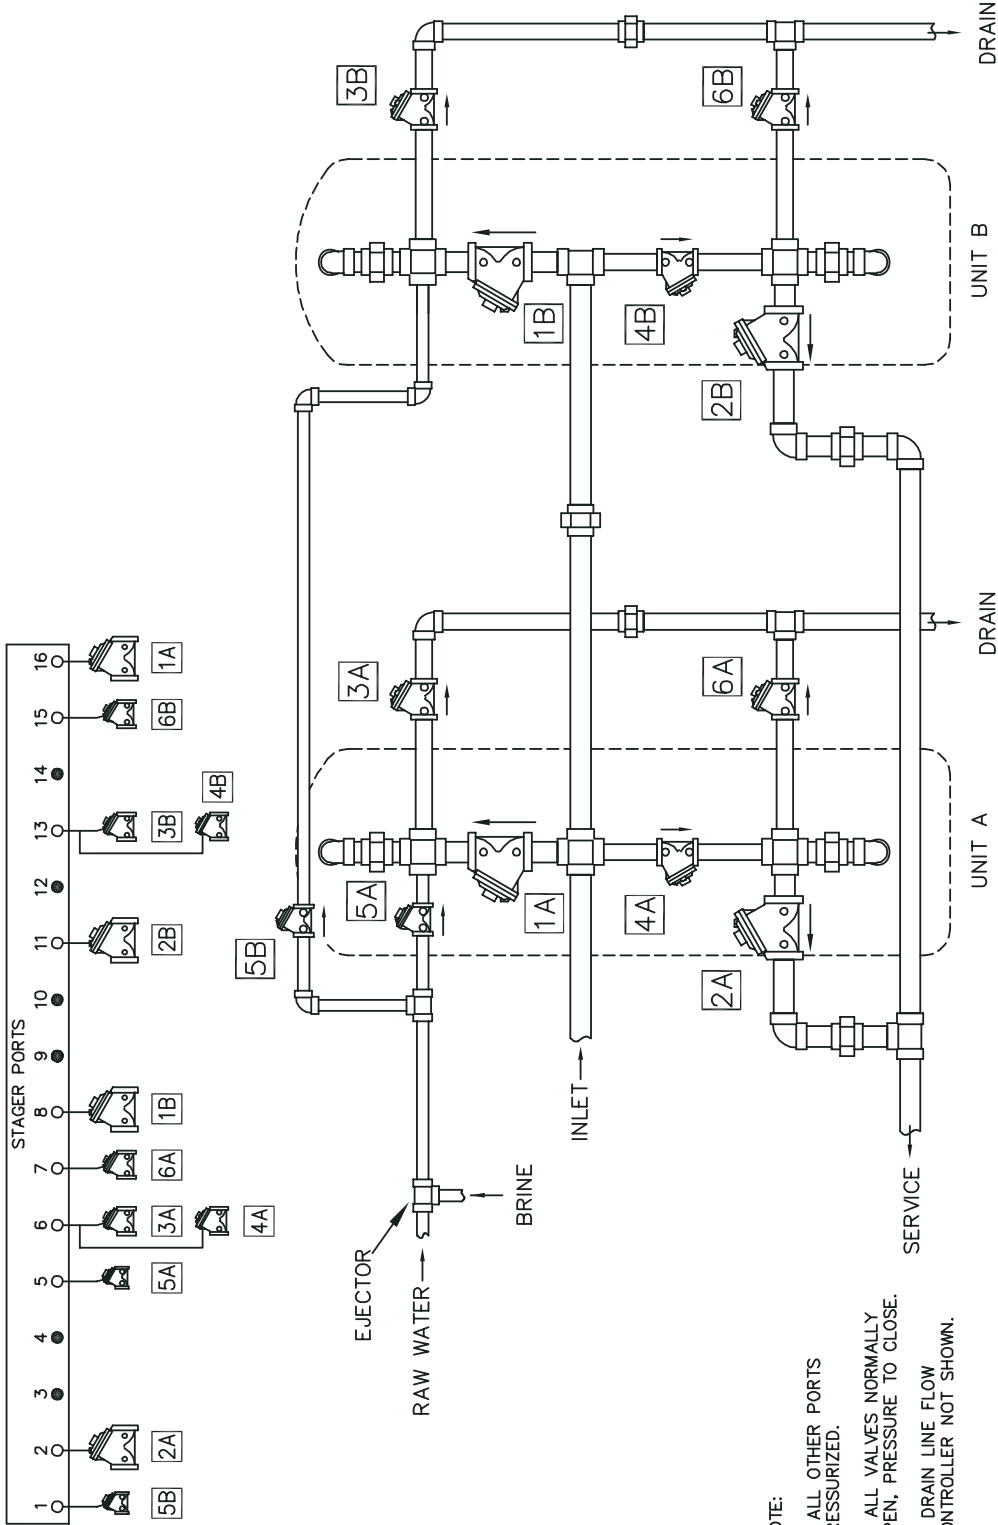 STAGER PORTS
1 2 3 4 5 6 7 8 9 10 11 12 13 14 15 16
5B 2A 5A 3A 6A 1B 2B 3B 6B 1A
4A 4B
5B
5A
3A
3B
1A
1B
4A
4B
2A
6A
2B
6B
EJECTOR
RAW WATER
BRINE
INLET
SERVICE
UNIT A
DRAIN
UNIT B
DRAIN
ALL OTHER PORTS
ALL VALVES NORMALLY
PRESSURE TO CLOSE.
DRAIN LINE FLOW
NOT SHOWN.